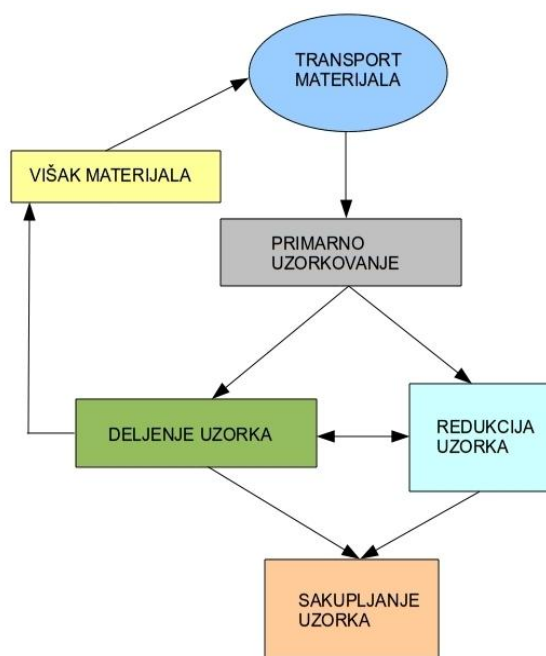 TRANSPORT
MATERIJALA
VIŠAK MATERIJALA
PRIMARNO
UZORKOVANJE
DELJENJE UZORKA
REDUKCIJA
UZORKA
SAKUPLJANJE
UZORKA